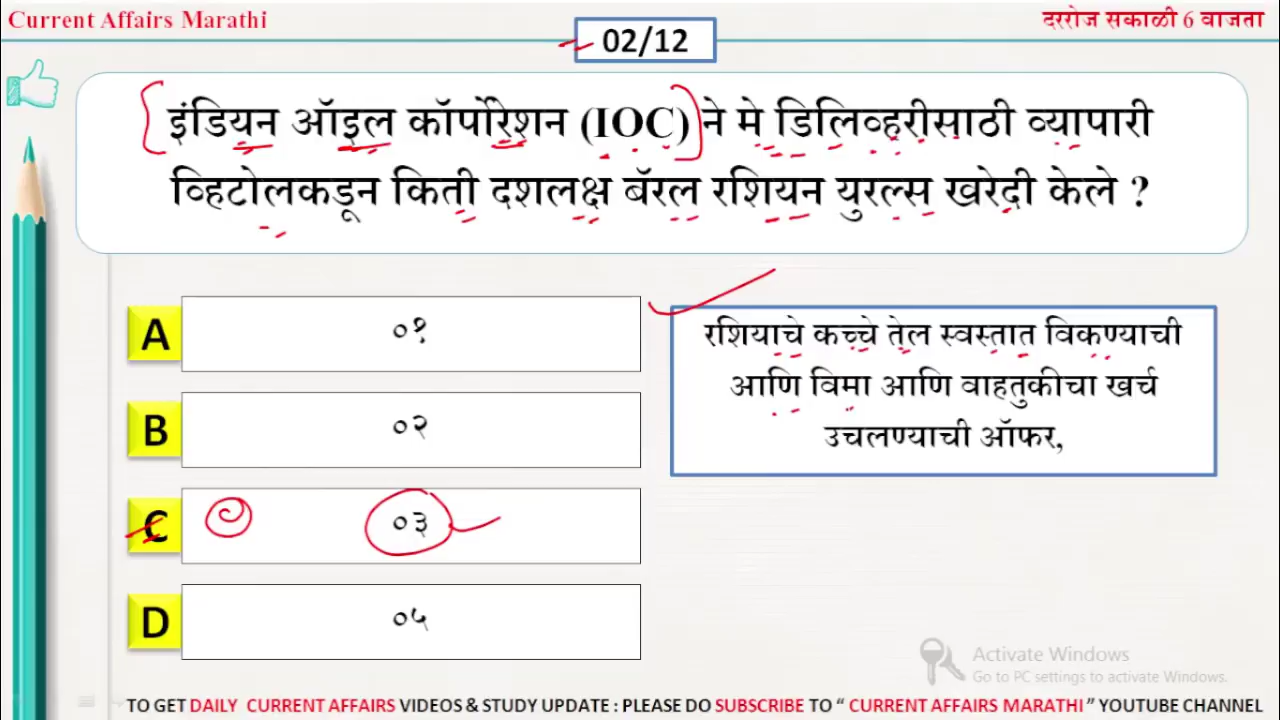 Current Affairs Marathi
दररोज सकाळी 6 वाजता
02/12
इंडियन ऑइल कॉर्पोरेशन (IOC) ने मे डिलिव्हरीसाठी व्यापारी
व्हिटोलकडून किती दशलक्ष बॅरल रशियन युरल्स खरेदी केले ?
A
०१
B
०२
C
०३
D
०५
रशियाचे कच्चे तेल स्वस्तात विकण्याची
आणि विमा आणि वाहतुकीचा खर्च
उचलण्याची ऑफर,
Activate Windows
Go to PC settings to activate Windows.
TO GET DAILY CURRENT AFFAIRS VIDEOS & STUDY UPDATE : PLEASE DO SUBSCRIBE TO “ CURRENT AFFAIRS MARATHI ” YOUTUBE CHANNEL